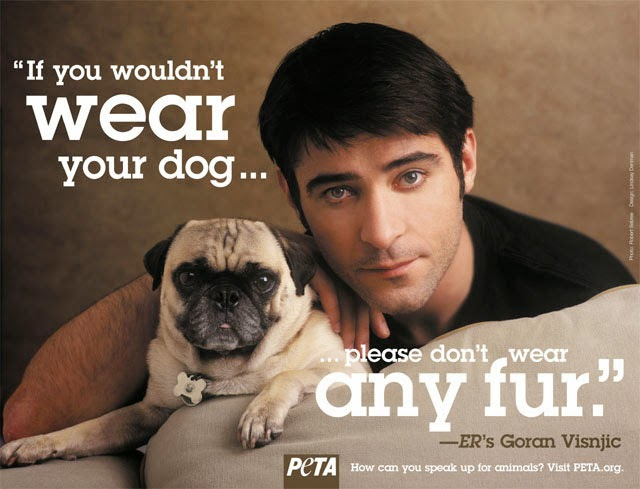 “If you wouldn't
wear
your dog...
...please don't wear
any fur.”
—ER's Goran Visnjic
PETA
How can you speak up for animals? Visit PETA.org.